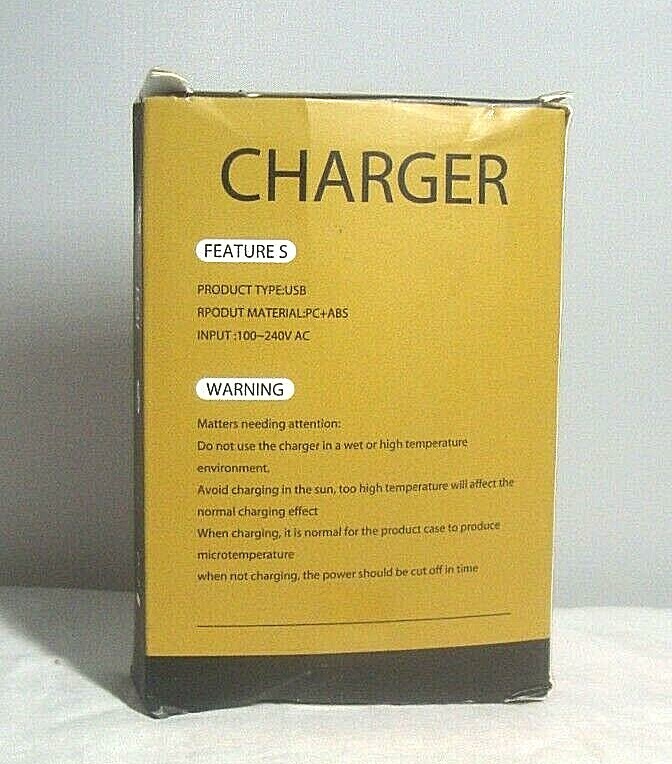 CHARGER
FEATURE S
PRODUCT TYPE:USB
RPODUT MATERIAL:PC+ABS
INPUT :100~240V AC
WARNING
Matters needing attention:
Do not use the charger in a wet or high temperature
environment.
Avoid charging in the sun, too high temperature will affect the
normal charging effect
When charging, it is normal for the product case to produce
microtemperature
when not charging, the power should be cut off in time